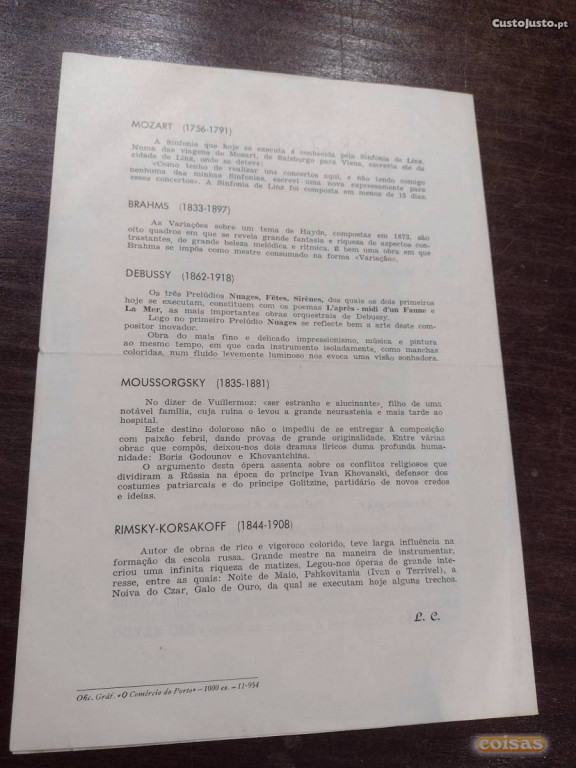 CustoJusto.pt
MOZART (1756-1791)
A Sinfonia que hoje se executa é conhecida pela Sinfonia de Linz.
Numa das viagens de Mozart, de Salzburgo para Viena, escrevia ele da
cidade de Linz, onde se deteve:
«Como tenho de realizar uns concertos aqui, e não tendo comigo
nenhuma das minhas Sinfonias, escrevi uma nova expressamente para
esses concertos». A Sinfonia de Linz foi composta em menos de 15 dias.
BRAHMS (1833-1897)
As Variações sobre um tema de Haydn, compostas em 1873, são
oito quadros em que se revela grande fantasia e riqueza de aspectos con-
trastantes, de grande beleza melódica e rítmica. É bem uma obra em que
Brahms se impôs como mestre consumado na forma «Variação».
DEBUSSY (1862-1918)
Os três Prelúdios Nuages, Fêtes, Sirènes, dos quais os dois primeiros
hoje se executam, constituem com os poemas L'après-midi d'un Faune e
La Mer, as mais importantes obras orquestrais de Debussy.
Logo no primeiro Prelúdio Nuages se reflecte bem a arte deste com-
positor inovador.
Obra do mais fino e delicado impressionismo, música e pintura
ao mesmo tempo, em que cada instrumento isoladamente, como manchas
coloridas, num fluido levemente luminoso nos evoca uma visão sonhadora.
MOUSSORGSKY (1835-1881)
No dizer de Vuillermoz: «ser estranho e alucinante», filho de uma
notável família, cuja ruína o levou a grande neurastenia e mais tarde ao
hospital.
Este destino doloroso não o impediu de se entregar à composição
com paixão febril, dando provas de grande originalidade. Entre várias
obras que compôs, deixou-nos dois dramas líricos duma profunda huma-
nidade: Boris Godounov e Khovantchina.
O argumento desta ópera assenta sobre os conflitos religiosos que
dividiram a Rússia na época do príncipe Ivan Khovanski, defensor dos
costumes patriarcais e do príncipe Golitzine, partidário de novos credos
e ideias.
RIMSKY-KORSAKOFF (1844-1908)
Autor de obras de rico e vigoroso colorido, teve larga influência na
formação da escola russa. Grande mestre na maneira de instrumentar,
criou uma infinita riqueza de matizes. Legou-nos óperas de grande inte-
resse, entre as quais: Noite de Maio, Pskovitania (Ivan o Terrível), a
Noiva do Czar, Galo de Ouro, da qual se executam hoje alguns trechos.
L. C.
Ofic. Gráf. «O Comércio do Porto» — 1000 ex. — 11-954
coisas